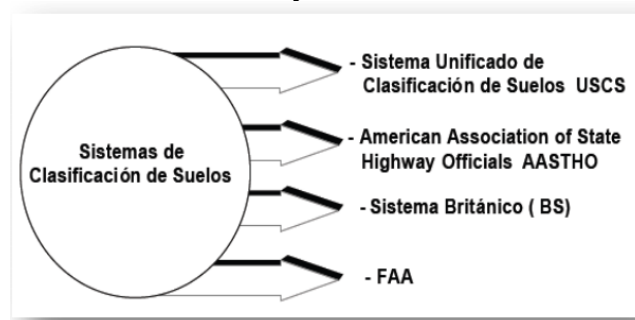 Sistemas de
Clasificación de Suelos
- Sistema Unificado de
Clasificación de Suelos USCS
- American Association of State
Highway Officials AASTHO
- Sistema Británico ( BS)
- FAA